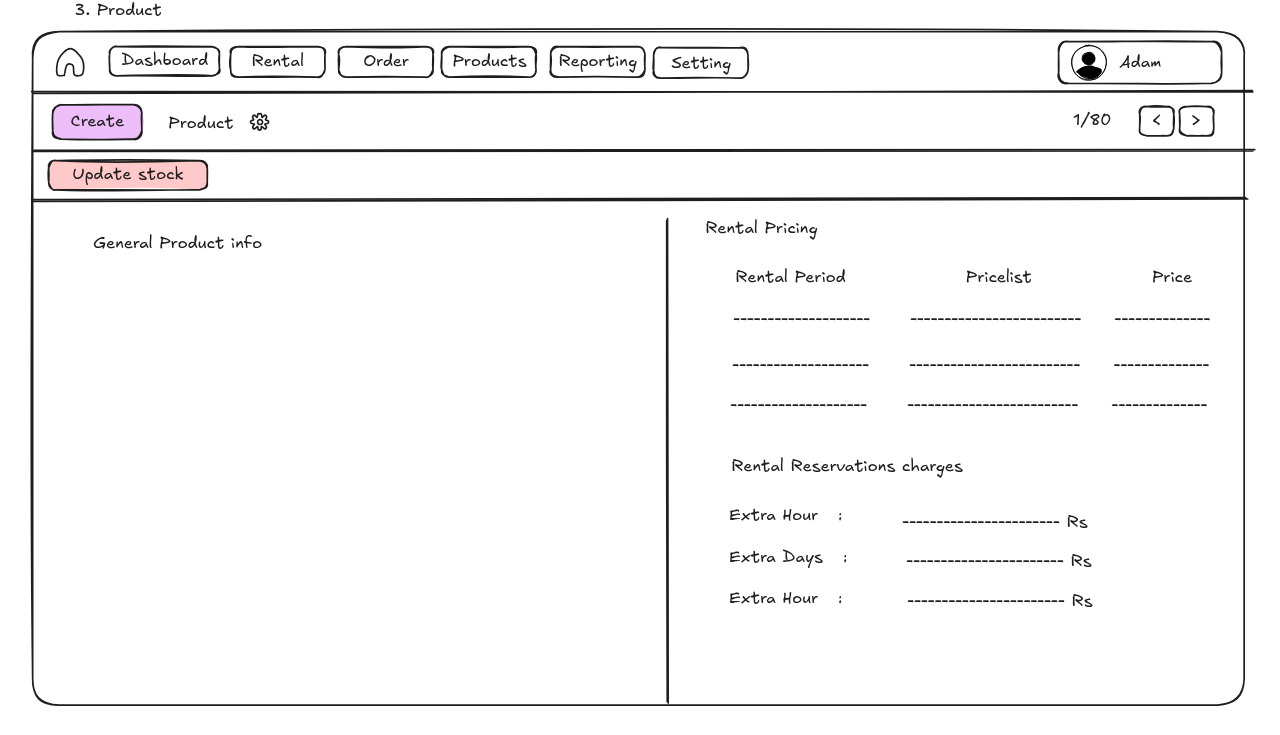 3. Product
Dashboard Rental Order Products Reporting Setting Adam
Create Product 1/80 < >
Update stock
General Product info
Rental Pricing
Rental Period Pricelist Price
-------------------- ------------------------- --------------
-------------------- ------------------------- --------------
-------------------- ------------------------- --------------
Rental Reservations charges
Extra Hour : ----------------------- Rs
Extra Days : ----------------------- Rs
Extra Hour : ----------------------- Rs